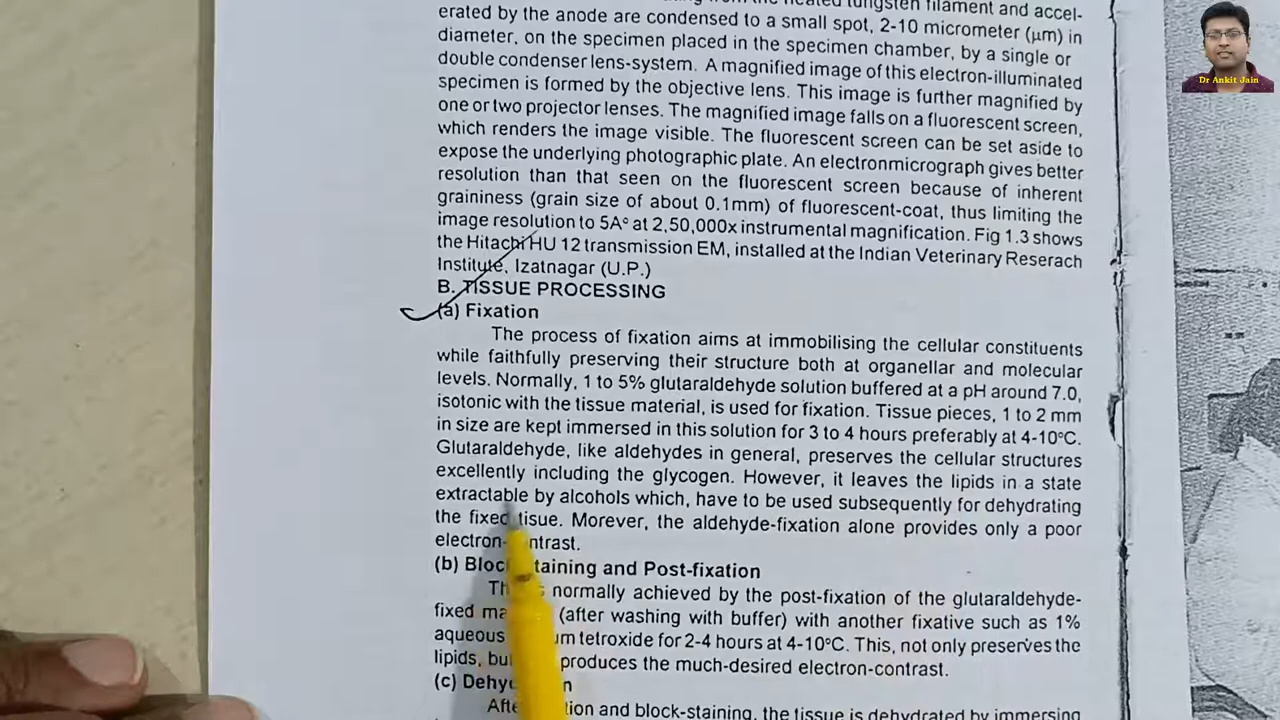 heated tungsten filament and accel-
erated by the anode are condensed to a small spot, 2-10 micrometer (μm) in
diameter, on the specimen placed in the specimen chamber, by a single or
double condenser lens-system. A magnified image of this electron-illuminated
specimen is formed by the objective lens. This image is further magnified by
one or two projector lenses. The magnified image falls on a fluorescent screen,
which renders the image visible. The fluorescent screen can be set aside to
expose the underlying photographic plate. An electronmicrograph gives better
resolution than that seen on the fluorescent screen because of inherent
graininess (grain size of about 0.1mm) of fluorescent-coat, thus limiting the
image resolution to 5A° at 2,50,000x instrumental magnification. Fig 1.3 shows
the Hitachi HU 12 transmission EM, installed at the Indian Veterinary Reserach
Institute, Izatnagar (U.P.)
B. TISSUE PROCESSING
(a) Fixation
The process of fixation aims at immobilising the cellular constituents
while faithfully preserving their structure both at organellar and molecular
levels. Normally, 1 to 5% glutaraldehyde solution buffered at a pH around 7.0,
isotonic with the tissue material, is used for fixation. Tissue pieces, 1 to 2 mm
in size are kept immersed in this solution for 3 to 4 hours preferably at 4-10°C.
Glutaraldehyde, like aldehydes in general, preserves the cellular structures
excellently including the glycogen. However, it leaves the lipids in a state
extractable by alcohols which, have to be used subsequently for dehydrating
the fixed tisue. Morever, the aldehyde-fixation alone provides only a poor
electron- ntrast.
(b) Bloc taining and Post-fixation
normally achieved by the post-fixation of the glutaraldehyde-
fixed (after washing with buffer) with another fixative such as 1%
aqueous tetroxide for 2-4 hours at 4-10°C. This, not only preserves the
lipids, produces the much-desired electron-contrast.
(c)
and block-staining, the tissue is dehydrated by immersing
Dr Ankit Jain